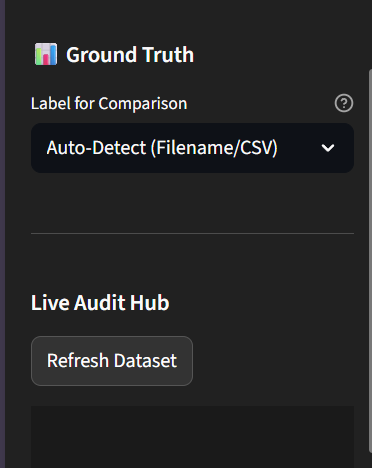 Ground Truth
Label for Comparison
Auto-Detect (Filename/CSV)
Live Audit Hub
Refresh Dataset